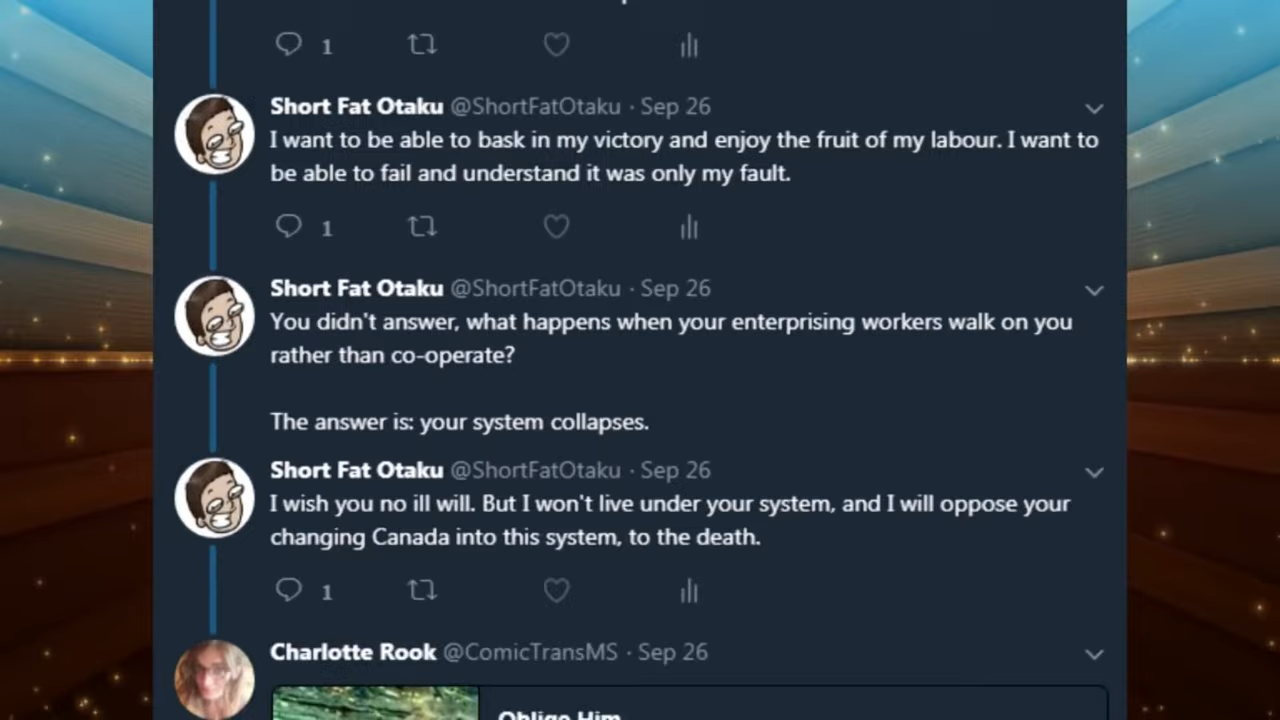 1
Short Fat Otaku @ShortFatOtaku · Sep 26
I want to be able to bask in my victory and enjoy the fruit of my labour. I want to
be able to fail and understand it was only my fault.
1
Short Fat Otaku @ShortFatOtaku · Sep 26
You didn't answer, what happens when your enterprising workers walk on you
rather than co-operate?
The answer is: your system collapses.
Short Fat Otaku @ShortFatOtaku · Sep 26
I wish you no ill will. But I won't live under your system, and I will oppose your
changing Canada into this system, to the death.
1
Charlotte Rook @ComicTransMS · Sep 26
Oblige Him